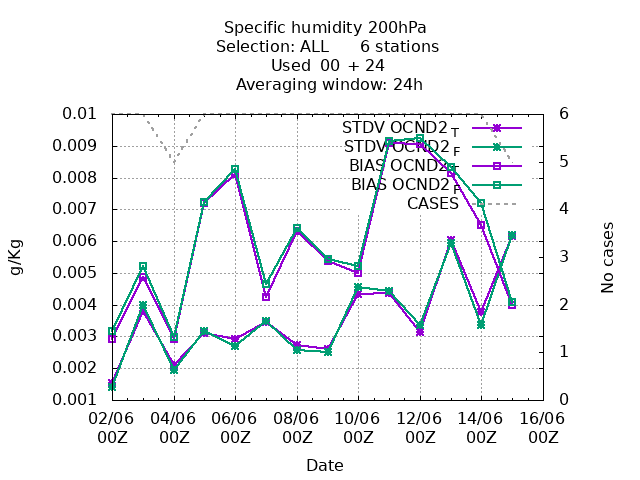 Specific humidity 200hPa
Selection: ALL 6 stations
Used 00 + 24
Averaging window: 24h
0.01
0.009
0.008
0.007
0.006
0.005
0.004
0.003
0.002
0.001
g/Kg
STDV OCND2 T
STDV OCND2 F
BIAS OCND2 T
BIAS OCND2 F
CASES
6
5
4
3
2
1
0
No cases
02/06 04/06 06/06 08/06 10/06 12/06 14/06 16/06
00Z 00Z 00Z 00Z 00Z 00Z 00Z 00Z
Date